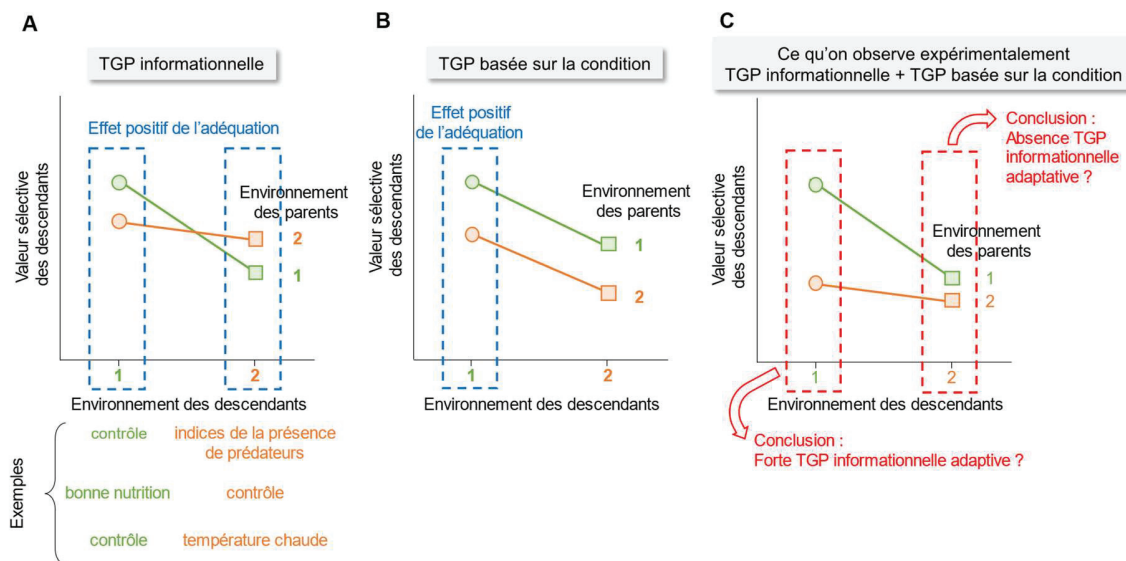 A
TGP informationnelle
Effet positif de l'adéquation
Valeur sélective
des descendants
Environnement
des parents
2
1
1
2
Environnement des descendants
Exemples
contrôle
indices de la présence
de prédateurs
bonne nutrition
contrôle
contrôle
température chaude
B
TGP basée sur la condition
Effet positif
de l'adéquation
Valeur sélective
des descendants
Environnement
des parents
1
2
1
2
Environnement des descendants
C
Ce qu'on observe expérimentalement
TGP informationnelle + TGP basée sur la condition
Conclusion :
Absence TGP
informationnelle
adaptative ?
Valeur sélective
des descendants
Environnement
des parents
1
2
1
2
Environnement des descendants
Conclusion :
Forte TGP informationnelle adaptive ?